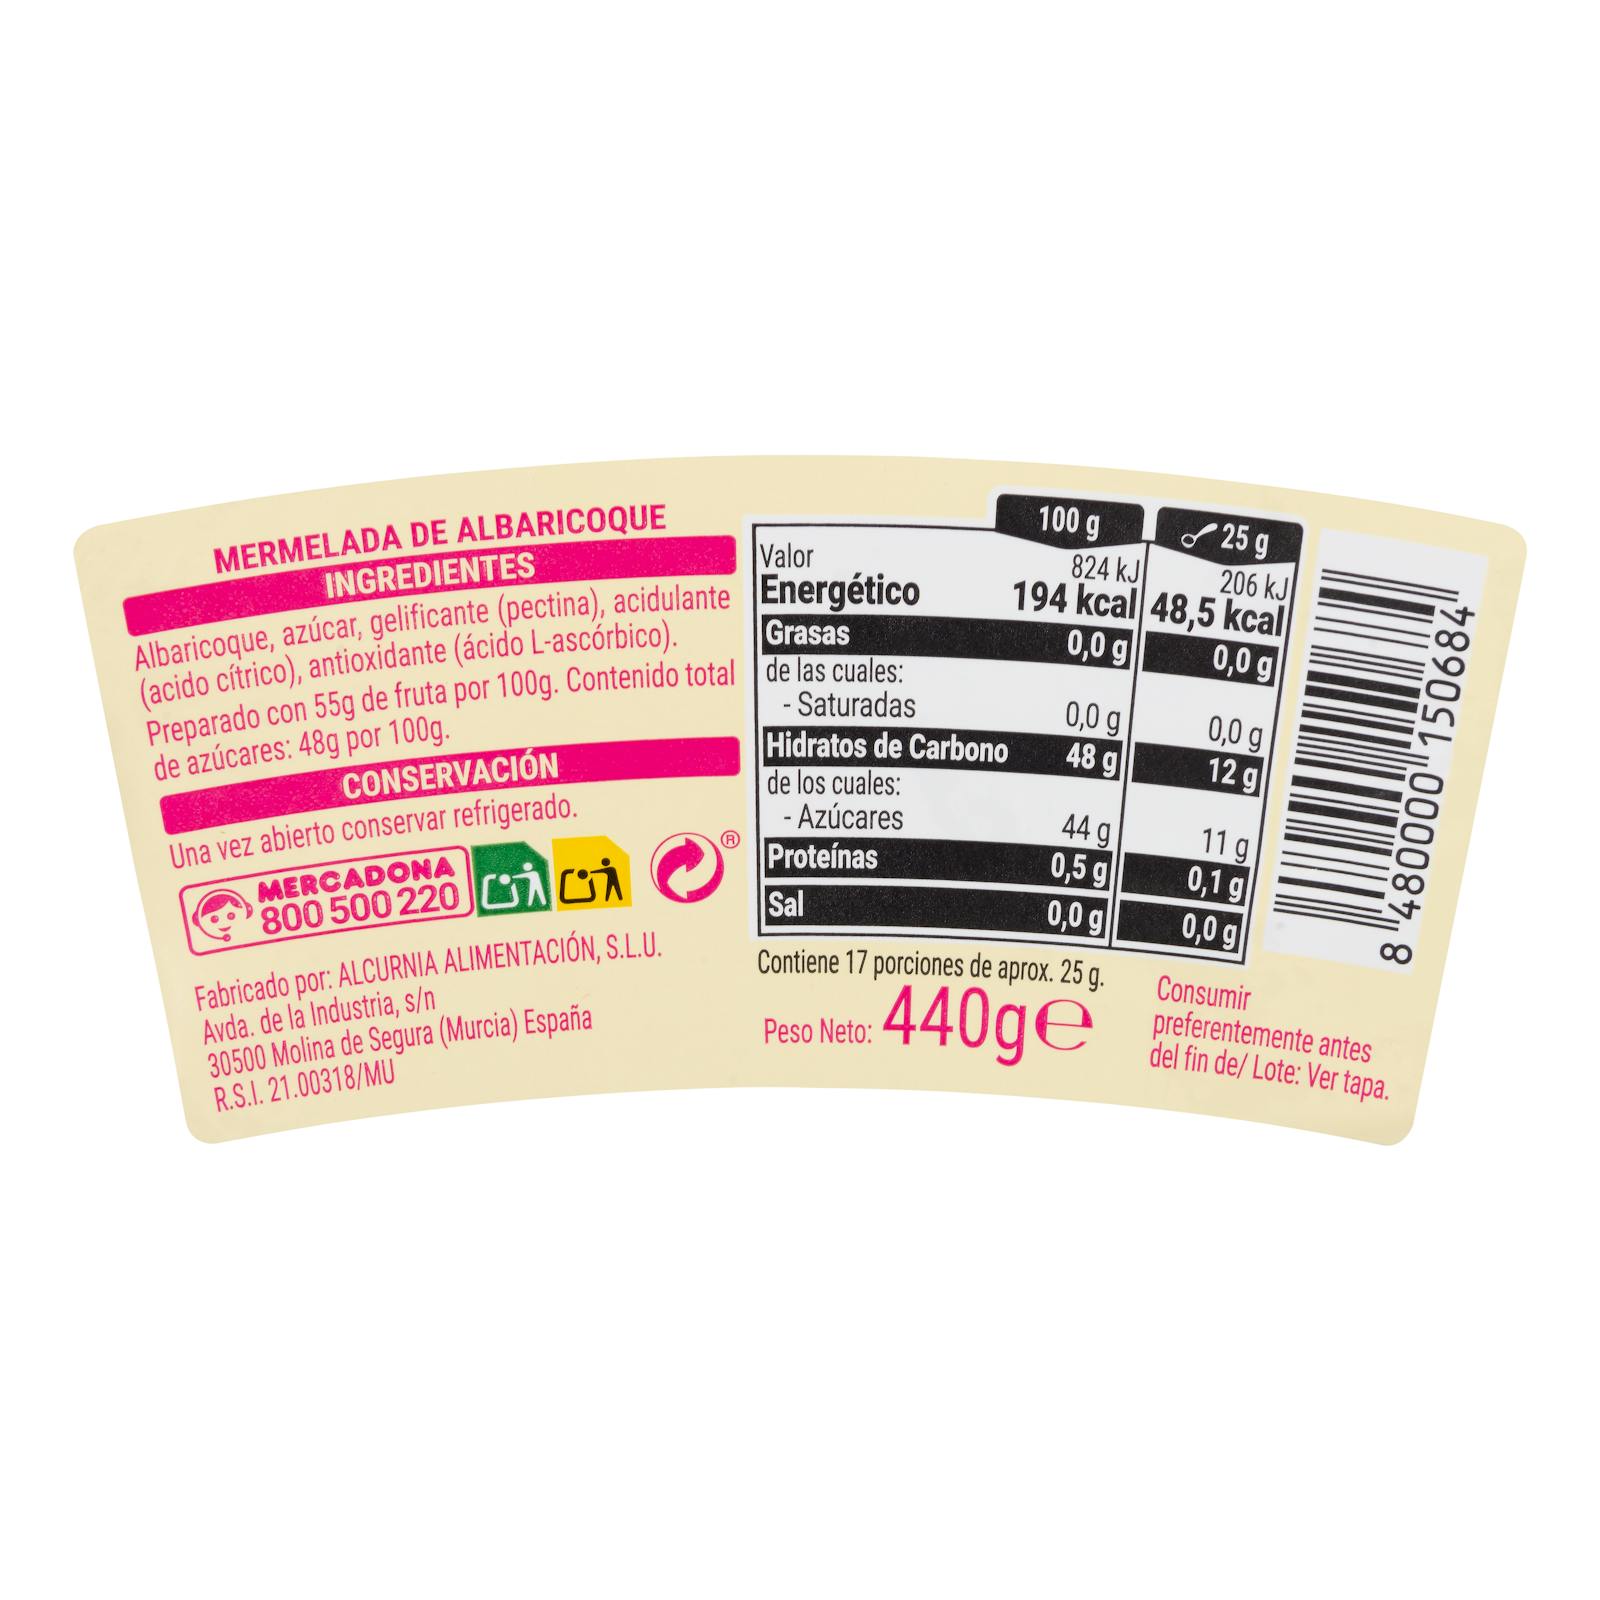 MERMELADA DE ALBARICOQUE
INGREDIENTES
Albaricoque, azúcar, gelificante (pectina), acidulante
(acido cítrico), antioxidante (ácido L-ascórbico).
Preparado con 55g de fruta por 100g. Contenido total
de azúcares: 48g por 100g.
CONSERVACIÓN
Una vez abierto conservar refrigerado.
MERCADONA
800 500 220
®
Fabricado por: ALCURNIA ALIMENTACIÓN, S.L.U.
Avda. de la Industria, s/n
30500 Molina de Segura (Murcia) España
R.S.I. 21.00318/MU
100 g 25 g
Valor 824 kJ 206 kJ
Energético 194 kcal 48,5 kcal
Grasas 0,0 g 0,0 g
de las cuales:
- Saturadas 0,0 g 0,0 g
Hidratos de Carbono 48 g 12 g
de los cuales:
- Azúcares 44 g 11 g
Proteínas 0,5 g 0,1 g
Sal 0,0 g 0,0 g
Contiene 17 porciones de aprox. 25 g.
Peso Neto: 440g℮
Consumir
preferentemente antes
del fin de/ Lote: Ver tapa.
8 480000 150684